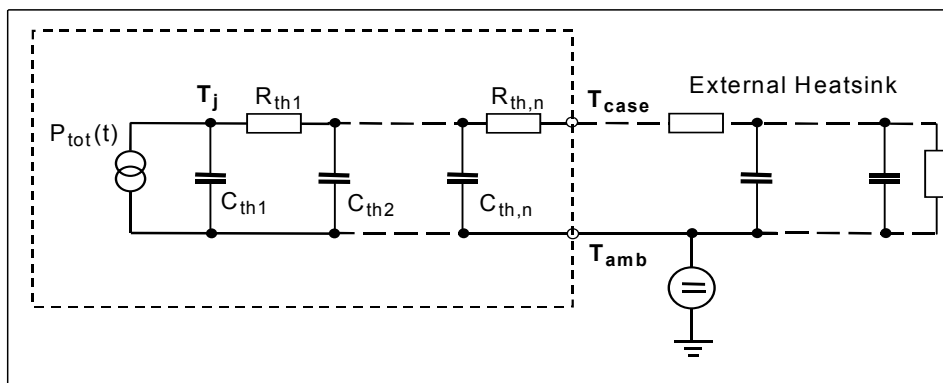 External Heatsink
T_j
R_th1
R_th,n
T_case
P_tot(t)
C_th1
C_th2
C_th,n
T_amb